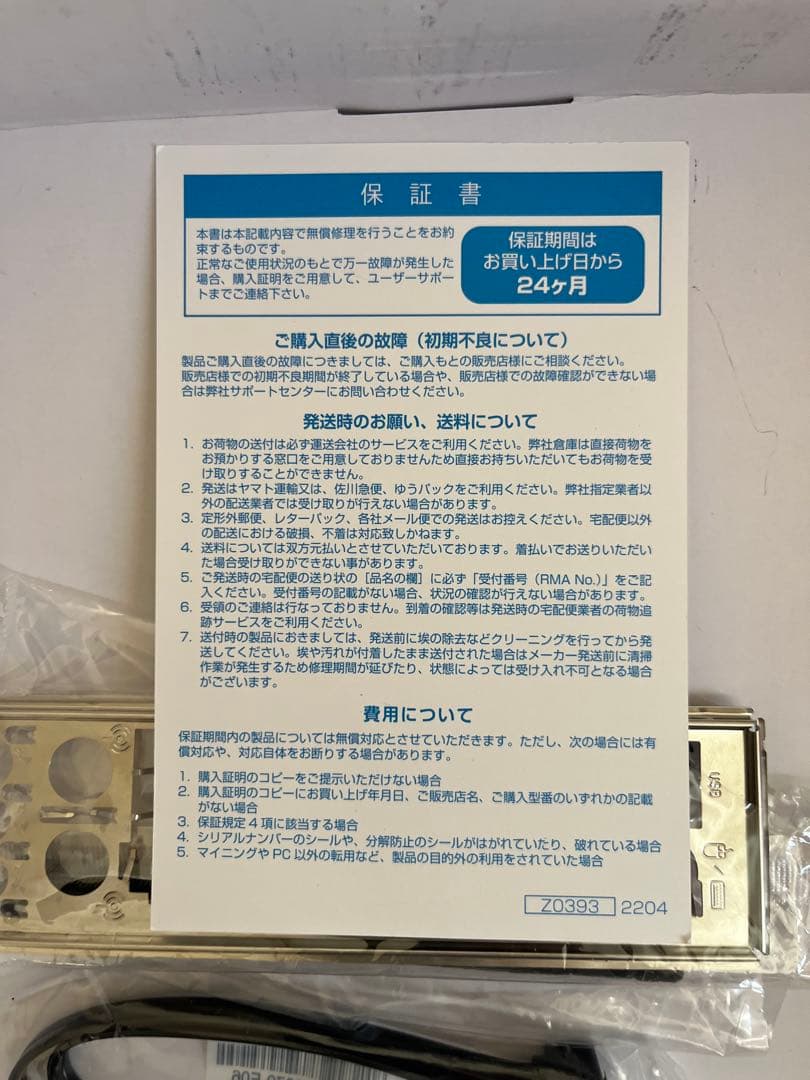 保証書
本書は本記載内容で無償修理を行うことをお約
束するものです。
正常なご使用状況のもとで万一故障が発生した
場合、購入証明をご用意して、ユーザーサポー
トまでご連絡下さい。
保証期間は
お買い上げ日から
24ヶ月
ご購入直後の故障（初期不良について）
製品ご購入直後の故障につきましては、ご購入もとの販売店様にご相談ください。
販売店様での初期不良期間が終了している場合や、販売店様での故障確認ができない場
合は弊社サポートセンターにお問い合わせください。
発送時のお願い、送料について
1. お荷物の送付は必ず運送会社のサービスをご利用ください。弊社倉庫は直接荷物を
お預かりする窓口をご用意しておりませんため直接お持ちいただいてもお荷物を受
け取りすることができません。
2. 発送はヤマト運輸又は、佐川急便、ゆうパックをご利用ください。弊社指定業者以
外の配送業者では受け取りが行えない場合があります。
3. 定形外郵便、レターパック、各社メール便での発送はお控えください。宅配便以外
の配送における破損、不着は対応致しかねます。
4. 送料については双方元払いとさせていただいております。着払いでお送りいただい
た場合受け取りができない事があります。
5. ご発送時の宅配便の送り状の［品名の欄］に必ず「受付番号（RMA No.）」をご記
入ください。受付番号の記載がない場合、状況の確認が行えない場合があります。
6. 受領のご連絡は行なっておりません。到着の確認等は発送時の宅配便業者の荷物追
跡サービスをご利用ください。
7. 送付時の製品におきましては、発送前に埃の除去などクリーニングを行ってから発
送してください。埃や汚れが付着したまま送付された場合はメーカー発送前に清掃
作業が発生するため修理期間が延びたり、状態によっては受け入れ不可となる場合
がございます。
費用について
保証期間内の製品については無償対応とさせていただきます。ただし、次の場合には有
償対応や、対応自体をお断りする場合があります。
1. 購入証明のコピーをご提示いただけない場合
2. 購入証明のコピーにお買い上げ年月日、ご販売店名、ご購入型番のいずれかの記載
がない場合
3. 保証規定4項に該当する場合
4. シリアルナンバーのシールや、分解防止のシールがはがれていたり、破れている場合
5. マイニングやPC以外の転用など、製品の目的外の利用をされていた場合
Z0393 2204
USB